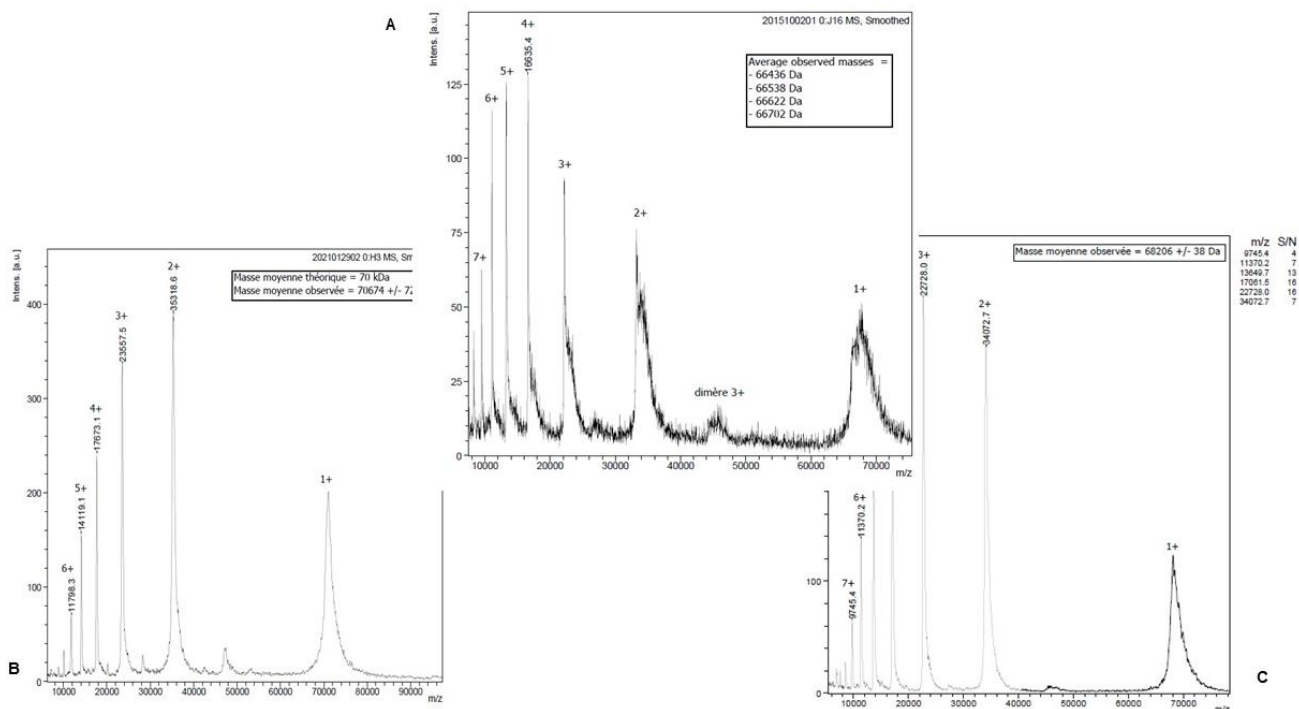 A
2015100201 0:J16 MS, Smoothed
Intens. [a.u.]
Average observed masses =
- 66436 Da
- 66538 Da
- 66622 Da
- 66702 Da
4+
16635.4
5+
6+
3+
2+
7+
1+
dimère 3+
125
100
75
50
25
0
10000 20000 30000 40000 50000 60000 70000
m/z
2021012902 0:H3 MS, Sm
Intens. [a.u.]
Masse moyenne théorique = 70 kDa
Masse moyenne observée = 70674 +/- 72
2+
35318.6
3+
23557.5
4+
17673.1
5+
14119.1
6+
11798.3
1+
400
300
200
100
0
10000 20000 30000 40000 50000 60000 70000 80000 90000
m/z
B
Masse moyenne observée = 68206 +/- 38 Da
3+
22728.0
2+
34072.7
6+
11370.2
7+
9745.4
1+
100
0
10000 20000 30000 40000 50000 60000 70000
m/z
m/z S/N
9745.4 4
11370.2 7
13649.7 13
17061.5 16
22728.0 16
34072.7 7
C